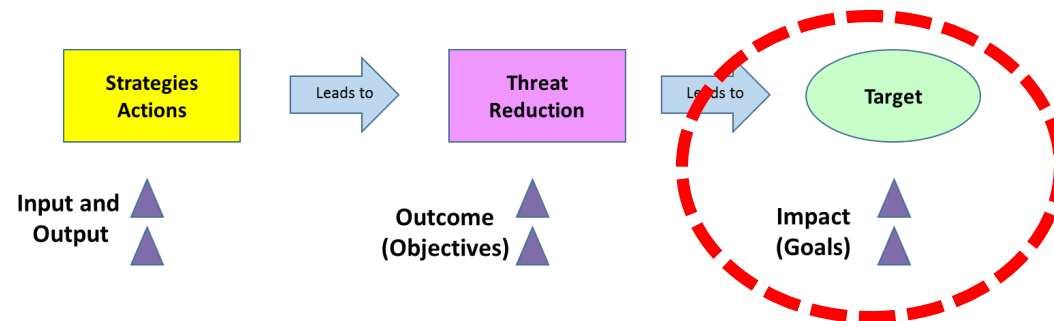 Strategies
Actions
Leads to
Threat
Reduction
Leads to
Target
Input and
Output
Outcome
(Objectives)
Impact
(Goals)